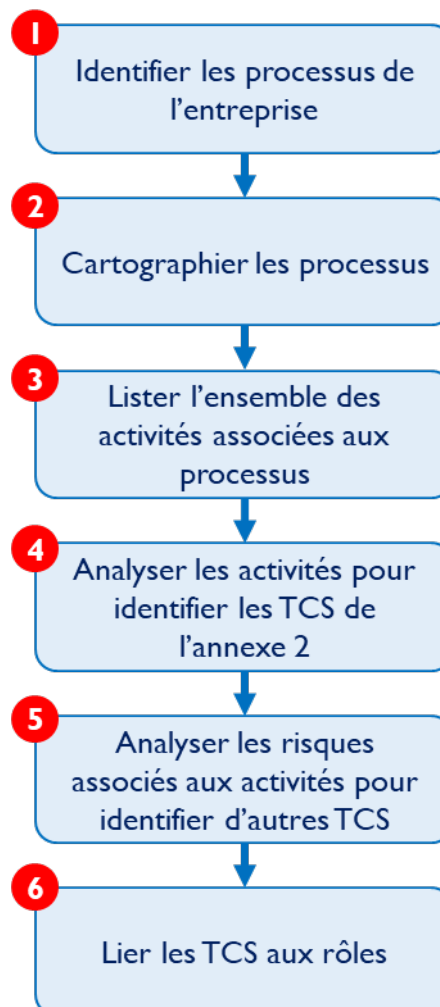 1
Identifier les processus de
l'entreprise
2
Cartographier les processus
3
Lister l'ensemble des
activités associées aux
processus
4
Analyser les activités pour
identifier les TCS de
l'annexe 2
5
Analyser les risques
associés aux activités pour
identifier d'autres TCS
6
Lier les TCS aux rôles